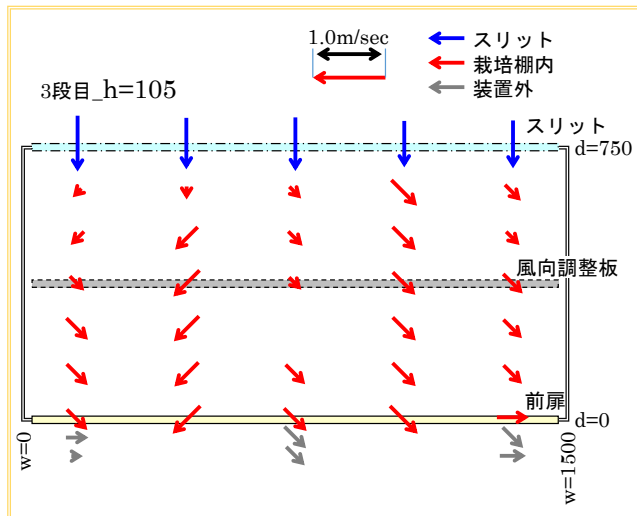 1.0m/sec
スリット
栽培棚内
装置外
3段目_h=105
スリット
d=750
風向調整板
前扉
d=0
w=0
w=1500